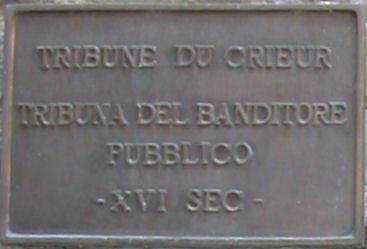 TRIBUNE DU CRIEUR
TRIBUNA DEL BANDITORE
PUBBLICO
- XVI SEC -